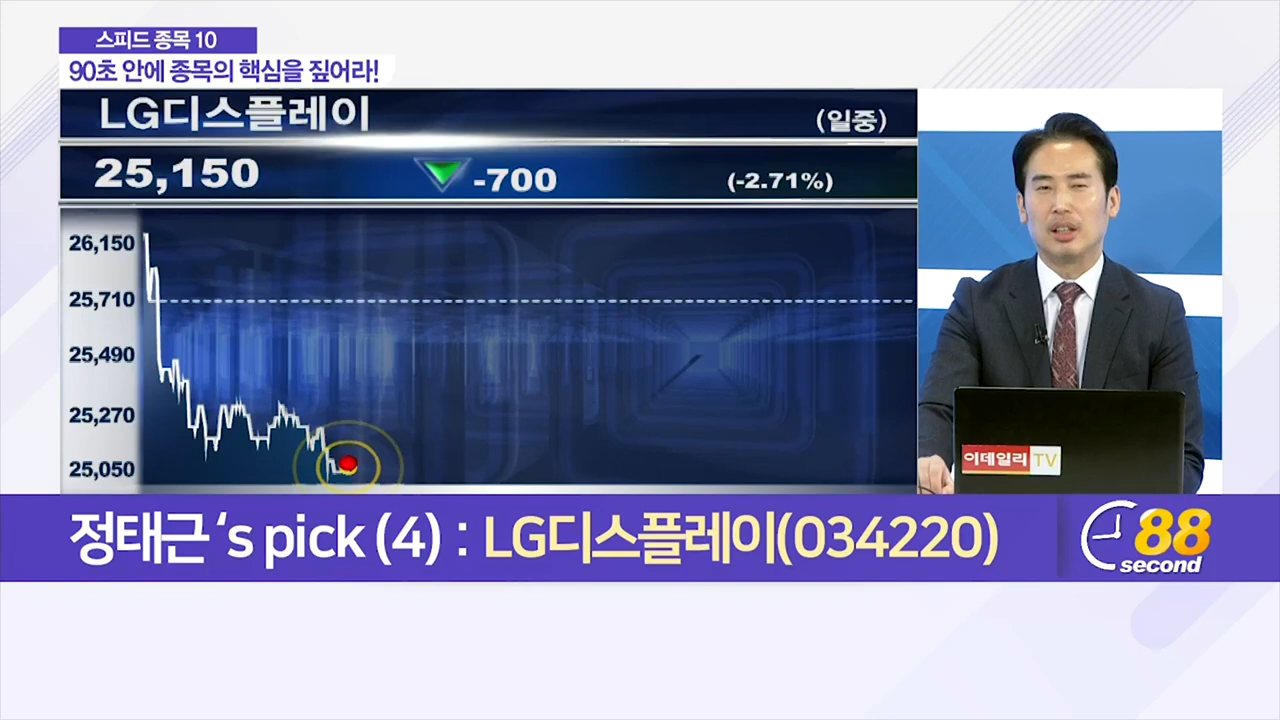 스피드 종목 10
90초 안에 종목의 핵심을 짚어라!
LG디스플레이 (일중)
25,150 -700 (-2.71%)
26,150
25,710
25,490
25,270
25,050
이데일리 TV
정태근 ‘s pick (4) : LG디스플레이(034220)
88
second